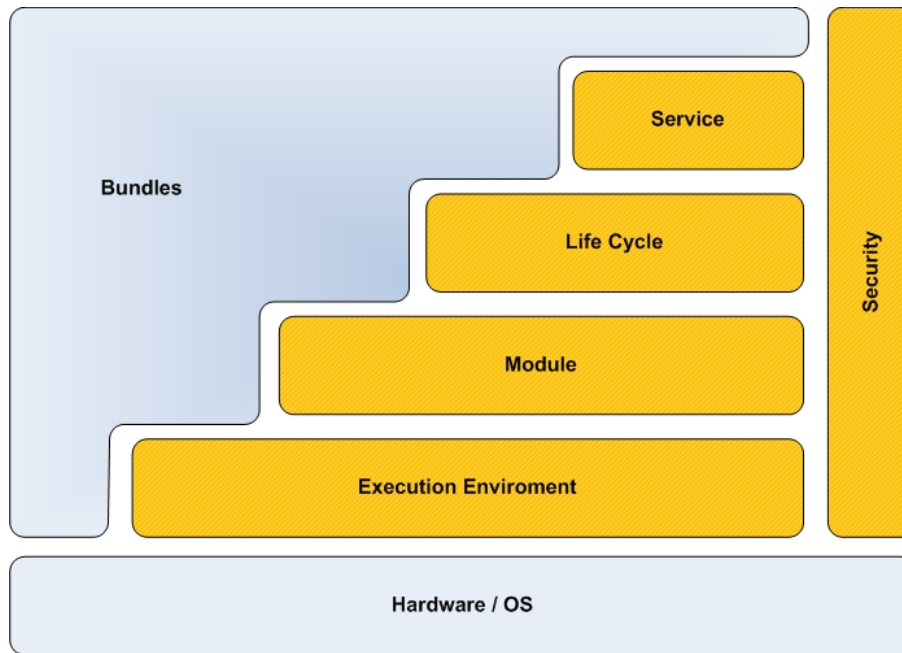 Service
Bundles
Life Cycle
Security
Module
Execution Enviroment
Hardware / OS